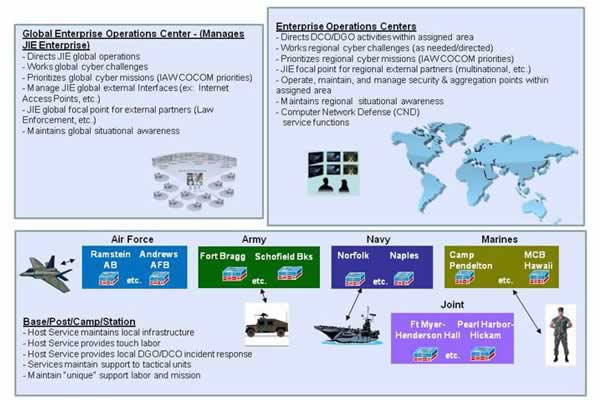 Global Enterprise Operations Center - (Manages
JIE Enterprise)
- Directs JIE global operations
- Works global cyber challenges
- Prioritizes global cyber missions (IAW COCOM priorities)
- Manage JIE global external Interfaces (ex: Internet
Access Points, etc.)
- JIE global focal point for external partners (Law
Enforcement, etc.)
- Maintains global situational awareness
Enterprise Operations Centers
- Directs DCO/DGO activities within assigned area
- Works regional cyber challenges (as needed/directed)
- Prioritizes regional cyber missions (IAW COCOM priorities)
- JIE focal point for regional external partners (multinational, etc.)
- Operate, maintain, and manage security & aggregation points within
assigned area
- Maintains regional situational awareness
- Computer Network Defense (CND)
service functions
Air Force
Ramstein
AB
Andrews
AFB
etc.
Army
Fort Bragg
Schofield Bks
etc.
Navy
Norfolk
Naples
etc.
Marines
Camp
Pendelton
MCB
Hawaii
etc.
Joint
Ft Myer-
Henderson Hall
Pearl Harbor-
Hickam
etc.
Base/Post/Camp/Station
- Host Service maintains local infrastructure
- Host Service provides touch labor
- Host Service provides local DGO/DCO incident response
- Services maintain support to tactical units
- Maintain "unique" support labor and mission